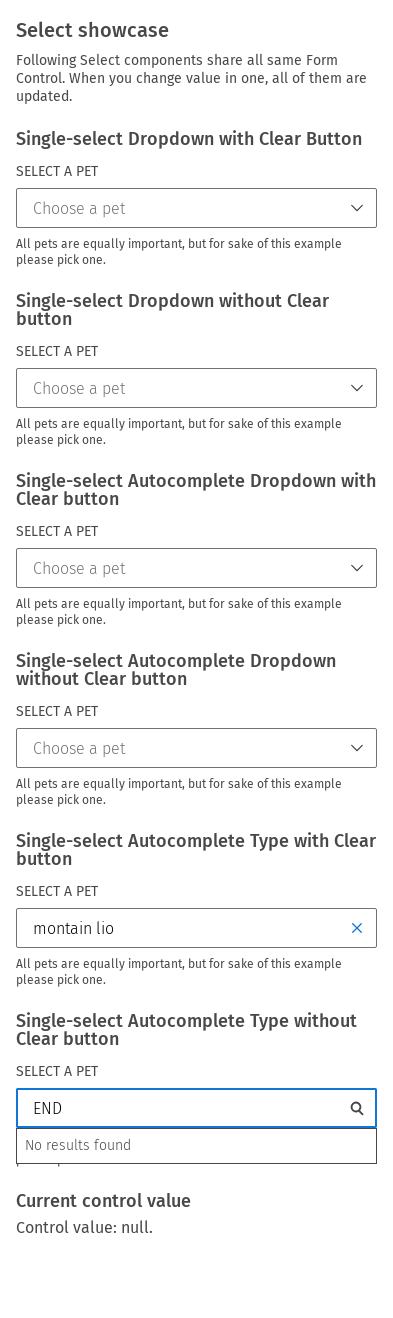 Select showcase
Following Select components share all same Form
Control. When you change value in one, all of them are
updated.
Single-select Dropdown with Clear Button
SELECT A PET
Choose a pet
All pets are equally important, but for sake of this example
please pick one.
Single-select Dropdown without Clear
button
SELECT A PET
Choose a pet
All pets are equally important, but for sake of this example
please pick one.
Single-select Autocomplete Dropdown with
Clear button
SELECT A PET
Choose a pet
All pets are equally important, but for sake of this example
please pick one.
Single-select Autocomplete Dropdown
without Clear button
SELECT A PET
Choose a pet
All pets are equally important, but for sake of this example
please pick one.
Single-select Autocomplete Type with Clear
button
SELECT A PET
montain lio
All pets are equally important, but for sake of this example
please pick one.
Single-select Autocomplete Type without
Clear button
SELECT A PET
END
No results found
Current control value
Control value: null.